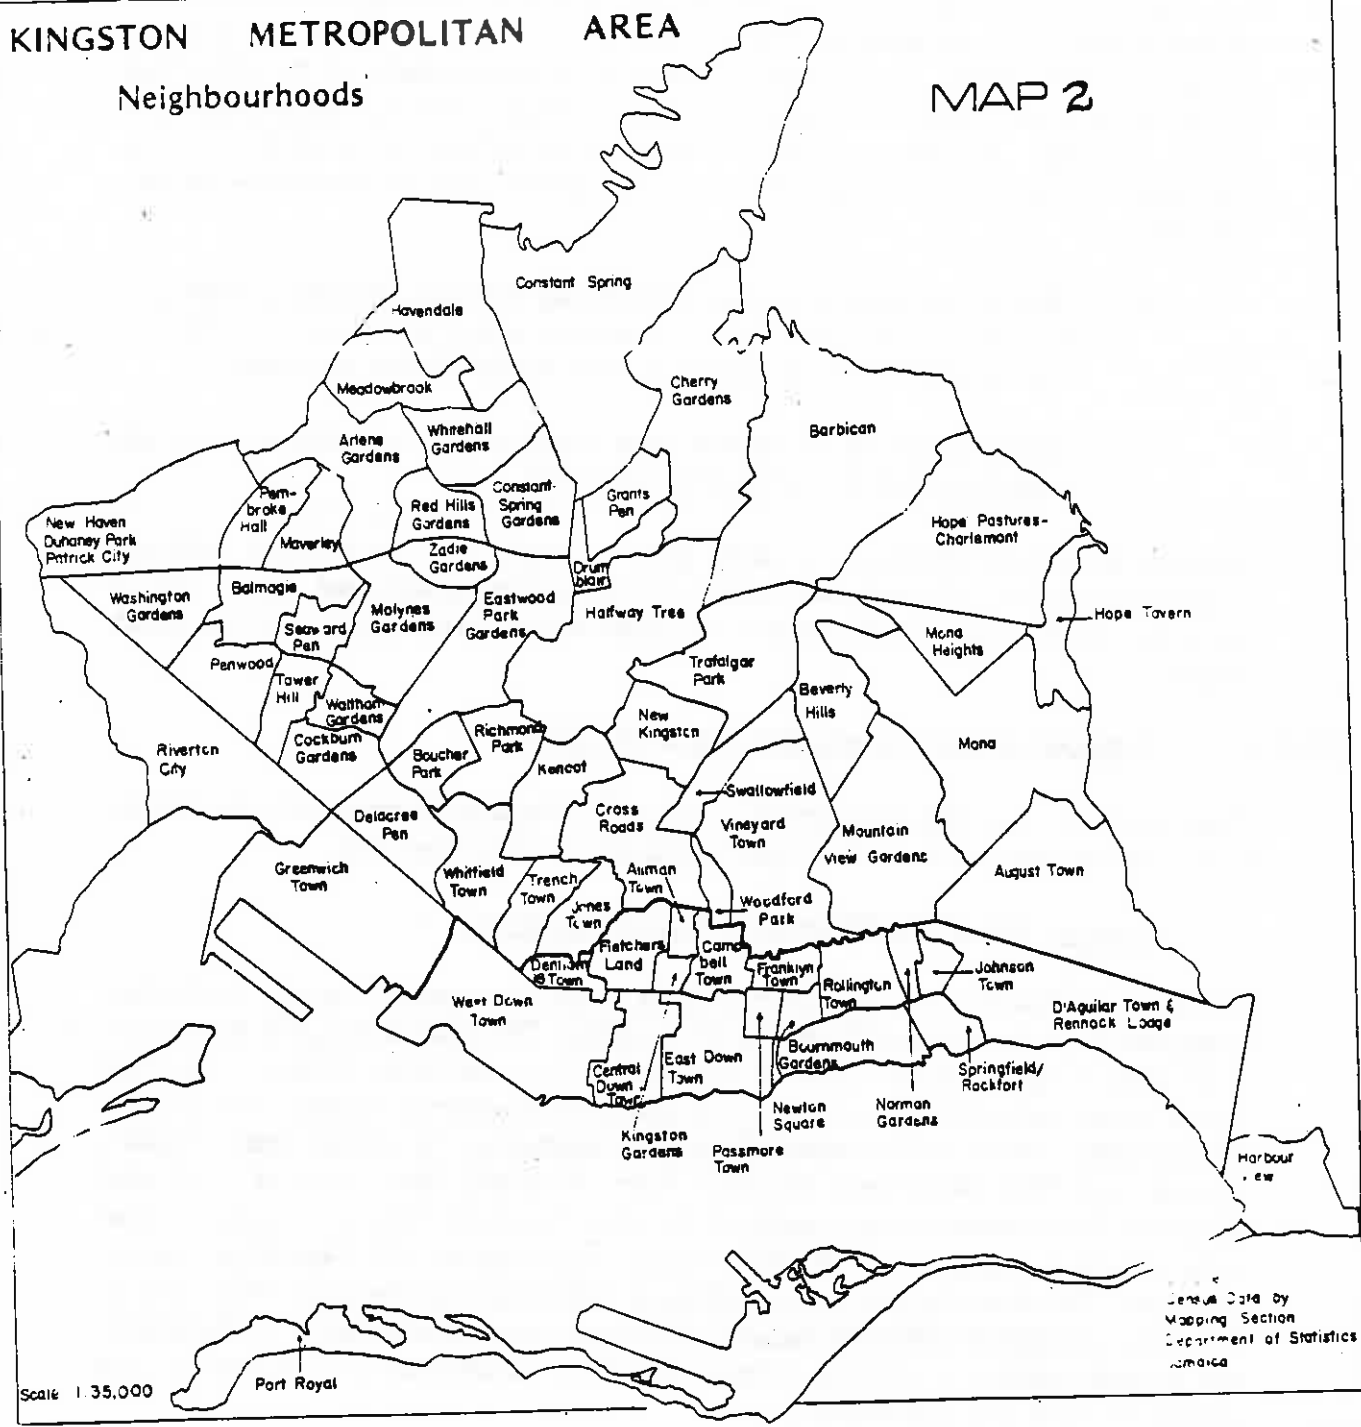 KINGSTON METROPOLITAN AREA
Neighbourhoods
MAP 2
Constant Spring
Havendale
Meadowbrook
Cherry
Gardens
Barbican
Arlene
Gardens
Whitehall
Gardens
Pem-
broke
Hall
Maverley
Red Hills
Gardens
Constant-
Spring
Gardens
Grants
Pen
New Haven
Duhaney Park
Patrick City
Hope Pastures-
Charlemont
Zadie
Gardens
Drum
blair
Washington
Gardens
Balmagie
Molynes
Gardens
Eastwood
Park
Gardens
Halfway Tree
Hope Tavern
Seaward
Pen
Mona
Heights
Penwood
Tower
Hill
Trafalgar
Park
Beverly
Hills
Waltham
Gardens
New
Kingston
Richmond
Park
Riverton
City
Cockburn
Gardens
Boucher
Park
Kencot
Mona
Swallowfield
Delacree
Pen
Cross
Roads
Vineyard
Town
Mountain
View Gardens
Greenwich
Town
Whitfield
Town
Trench
Town
Allman
Town
August Town
Jones
Town
Woodford
Park
Fletchers
Land
Camp
bell
Town
Denham
Town
Franklyn
Town
Rollington
Town
Johnson
Town
West Down
Town
D'Aguilar Town &
Rennock Lodge
Central
Down
Town
East Down
Town
Bournmouth
Gardens
Springfield/
Rockfort
Kingston
Gardens
Passmore
Town
Newton
Square
Norman
Gardens
Harbour
Port Royal
Scale 1:35,000
Census Data by
Mapping Section
Department of Statistics
Jamaica